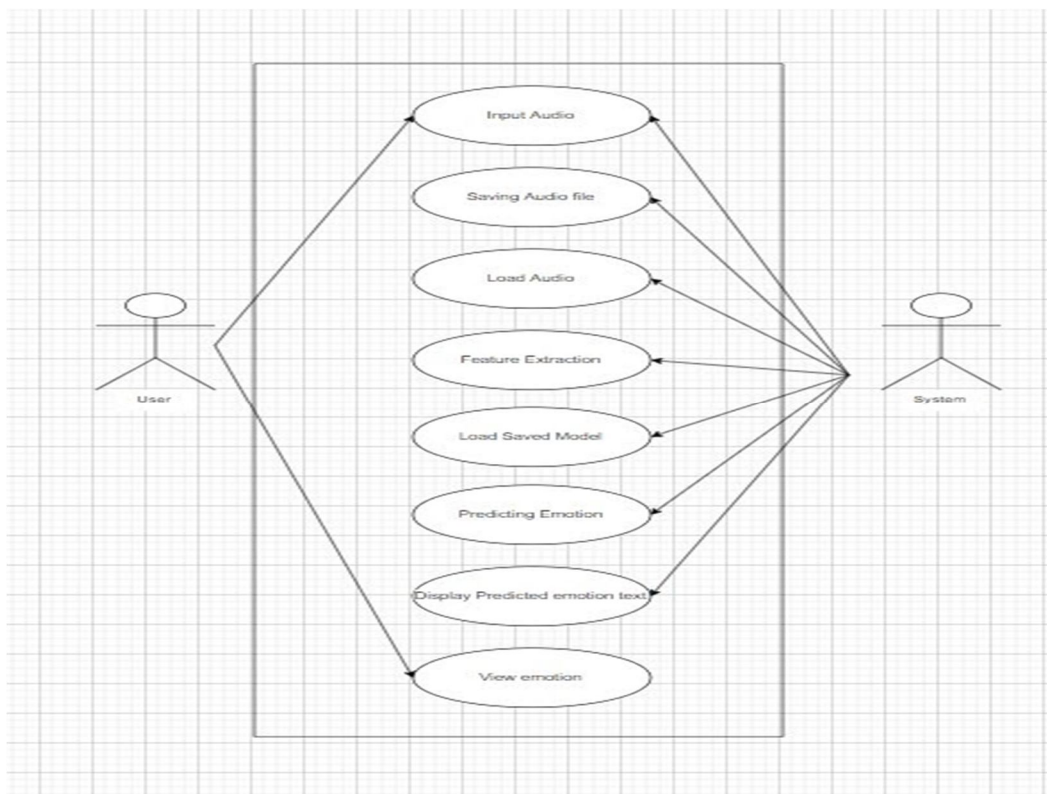 Input Audio
Saving Audio file
Load Audio
Feature Extraction
Load Saved Model
Predicting Emotion
Display Predicted emotion text
View emotion
User
System